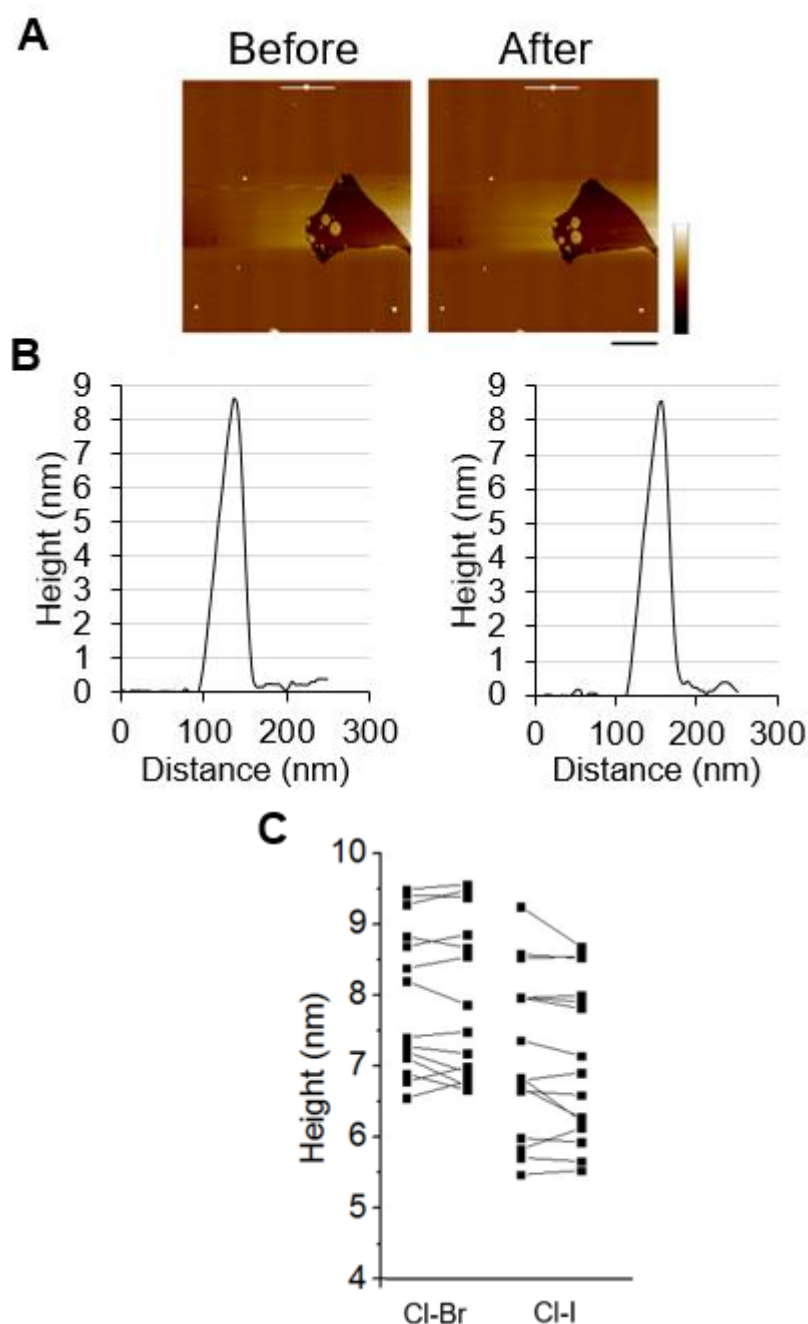 A
Before After
B
9 9
8 8
7 7
6 6
5 5
4 4
3 3
2 2
1 1
0 0
Height (nm) Height (nm)
0 100 200 300 0 100 200 300
Distance (nm) Distance (nm)
C
10
9
8
7
6
5
4
Height (nm)
Cl-Br Cl-I